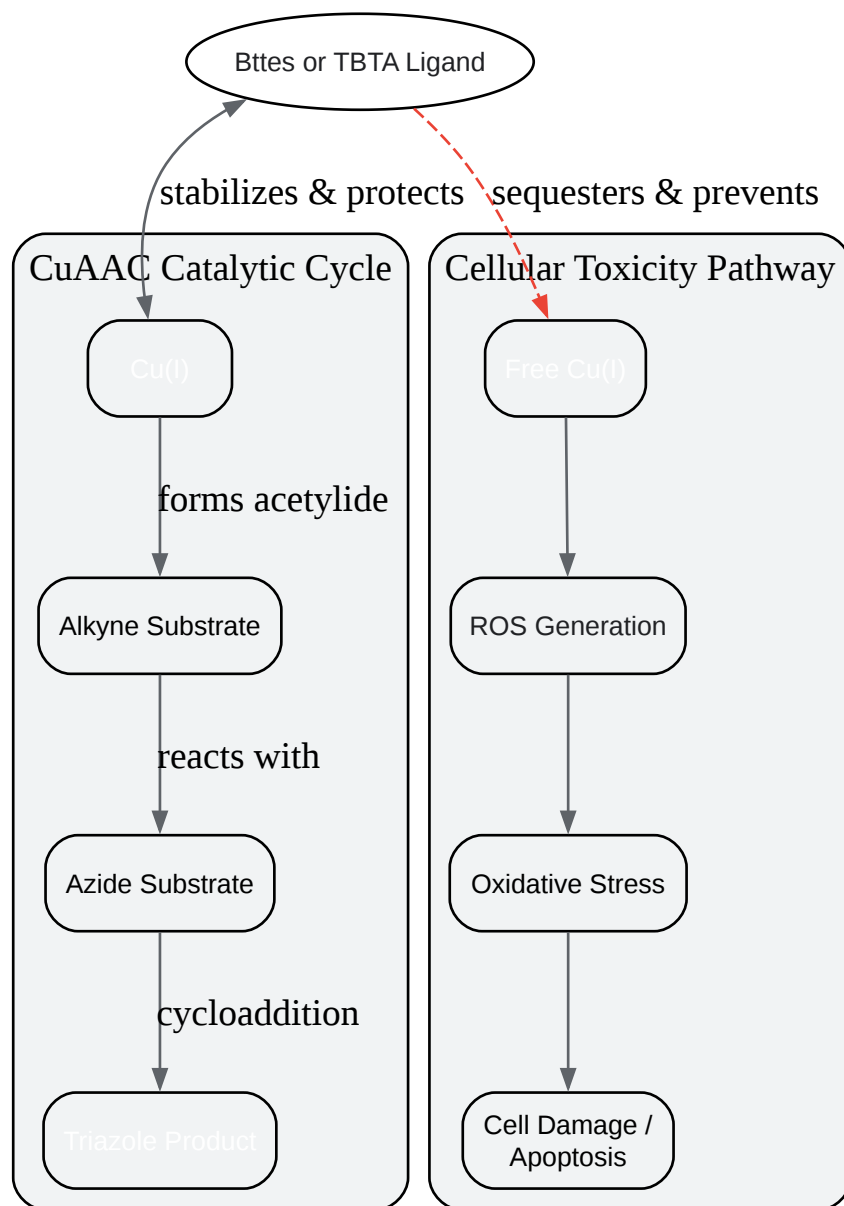 Bttes or TBTA Ligand
stabilizes & protects
sequesters & prevents
CuAAC Catalytic Cycle
Cu(I)
forms acetylide
Alkyne Substrate
reacts with
Azide Substrate
cycloaddition
Triazole Product
Cellular Toxicity Pathway
Free Cu(I)
ROS Generation
Oxidative Stress
Cell Damage /
Apoptosis